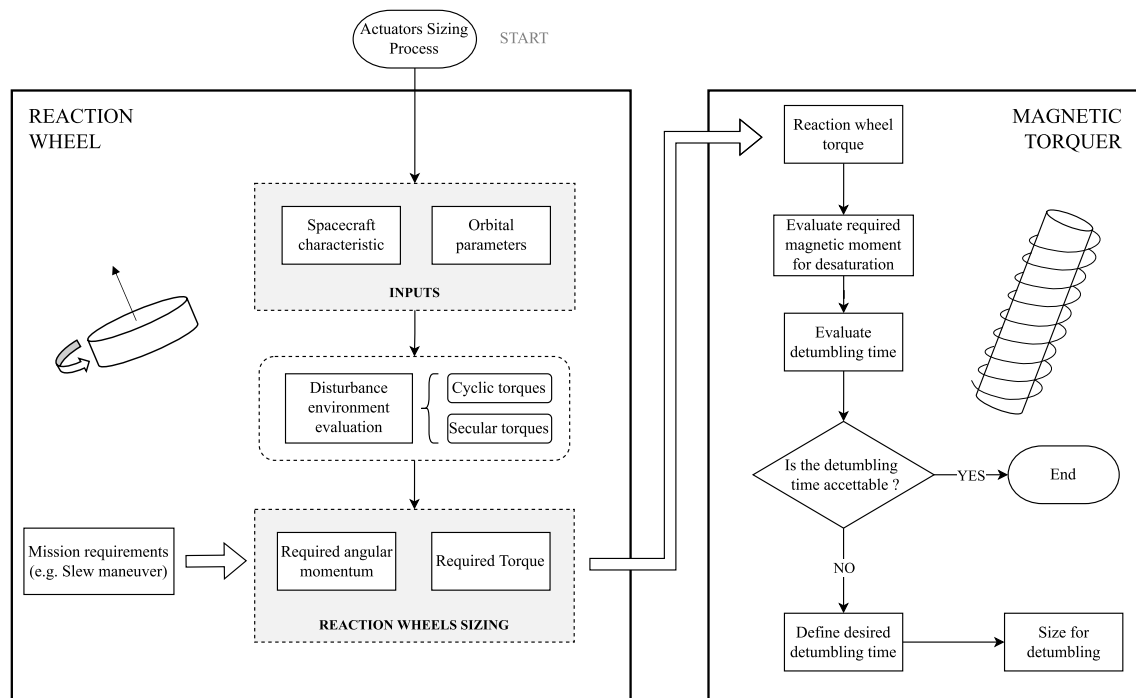 Actuators Sizing
Process
START
REACTION
WHEEL
Spacecraft
characteristic
Orbital
parameters
INPUTS
Disturbance
environment
evaluation
Cyclic torques
Secular torques
Mission requirements
(e.g. Slew maneuver)
Required angular
momentum
Required Torque
REACTION WHEELS SIZING
MAGNETIC
TORQUER
Reaction wheel
torque
Evaluate required
magnetic moment
for desaturation
Evaluate
detumbling time
Is the detumbling
time accettable ?
YES
End
NO
Define desired
detumbling time
Size for
detumbling